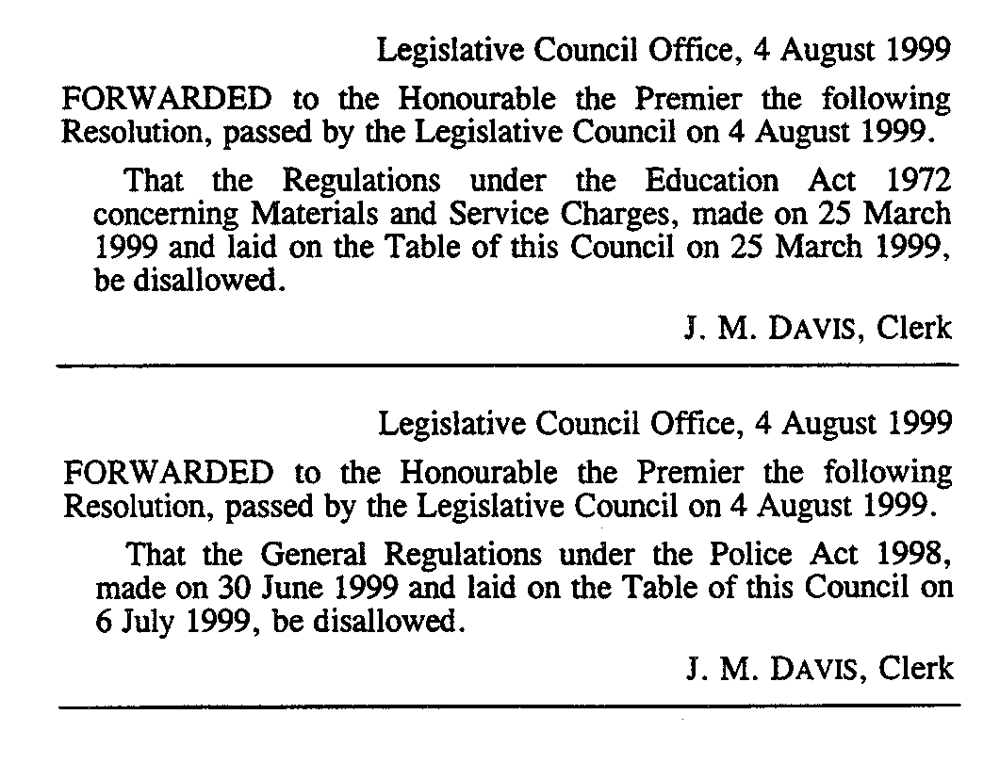 Legislative Council Office, 4 August 1999
FORWARDED to the Honourable the Premier the following
Resolution, passed by the Legislative Council on 4 August 1999.
That the Regulations under the Education Act 1972
concerning Materials and Service Charges, made on 25 March
1999 and laid on the Table of this Council on 25 March 1999,
be disallowed.
J. M. DAVIS, Clerk
Legislative Council Office, 4 August 1999
FORWARDED to the Honourable the Premier the following
Resolution, passed by the Legislative Council on 4 August 1999.
That the General Regulations under the Police Act 1998,
made on 30 June 1999 and laid on the Table of this Council on
6 July 1999, be disallowed.
J. M. DAVIS, Clerk